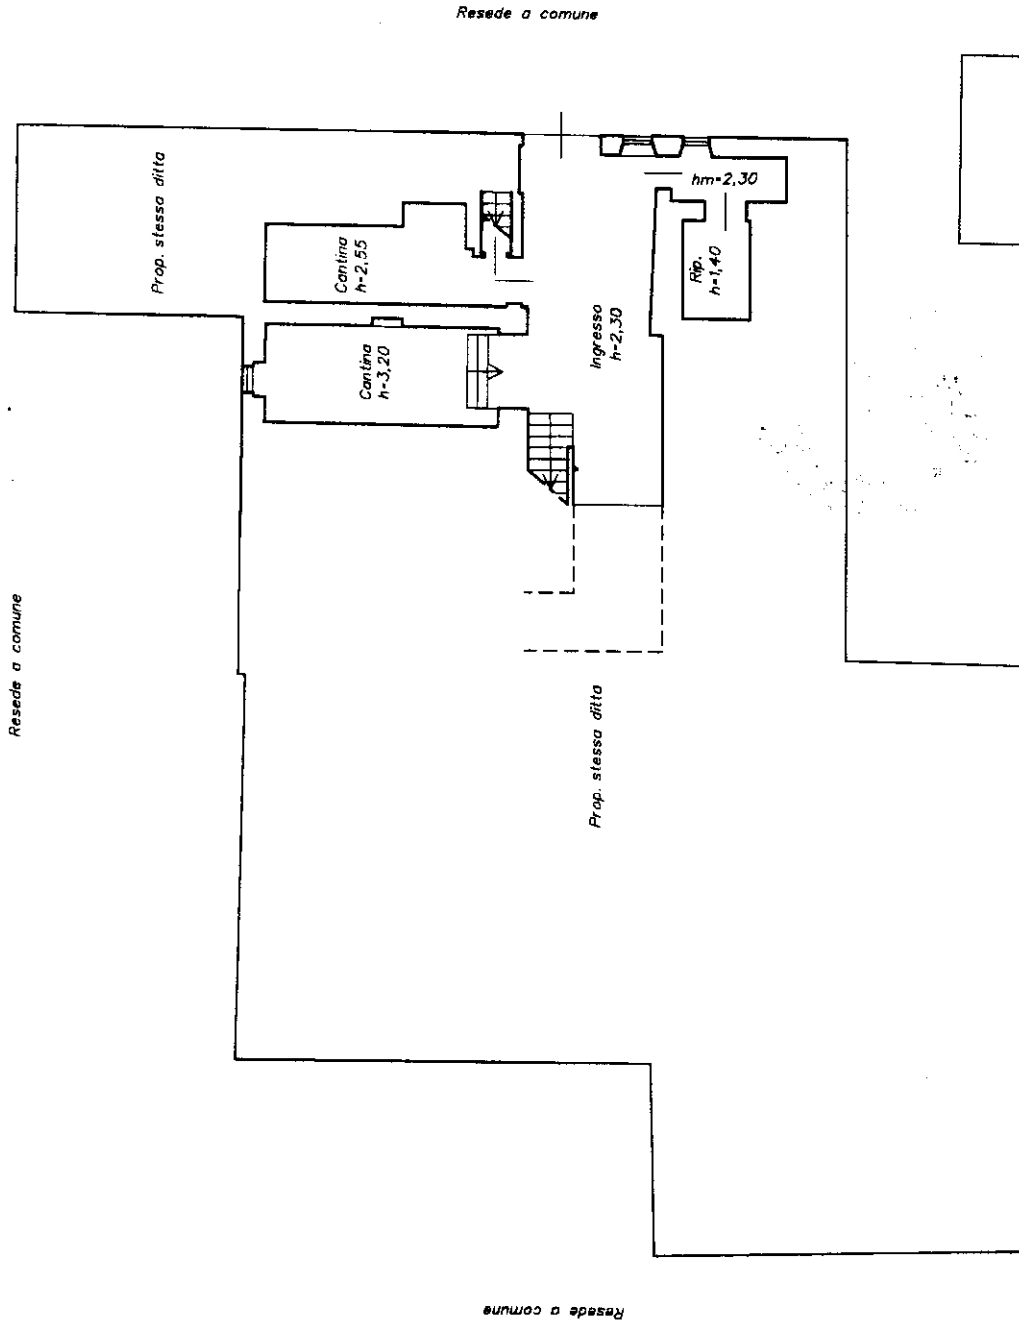 Resede a comune
Prop. stessa ditta
Cantina
h=2,55
hm=2,30
Rip.
h=1,40
Ingresso
h=2,30
Cantina
h=3,20
Resede a comune
Prop. stessa ditta
Resede a comune